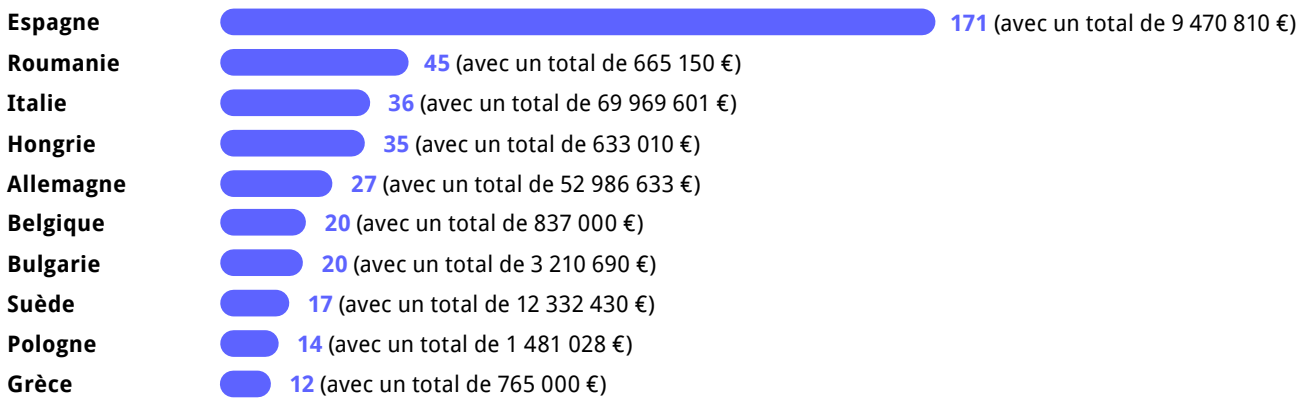 Espagne 171 (avec un total de 9 470 810 €)
Roumanie 45 (avec un total de 665 150 €)
Italie 36 (avec un total de 69 969 601 €)
Hongrie 35 (avec un total de 633 010 €)
Allemagne 27 (avec un total de 52 986 633 €)
Belgique 20 (avec un total de 837 000 €)
Bulgarie 20 (avec un total de 3 210 690 €)
Suède 17 (avec un total de 12 332 430 €)
Pologne 14 (avec un total de 1 481 028 €)
Grèce 12 (avec un total de 765 000 €)